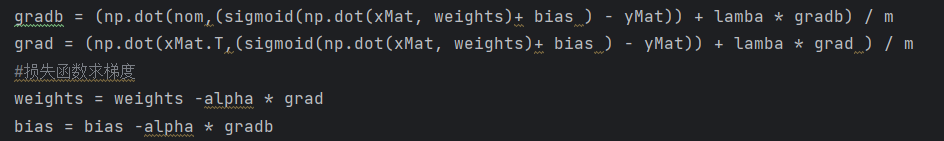 gradb = (np.dot(nom,(sigmoid(np.dot(xMat, weights)+ bias ) - yMat)) + lamba * gradb) / m
grad = (np.dot(xMat.T,(sigmoid(np.dot(xMat, weights)+ bias ) - yMat)) + lamba * grad ) / m
#损失函数求梯度
weights = weights -alpha * grad
bias = bias -alpha * gradb